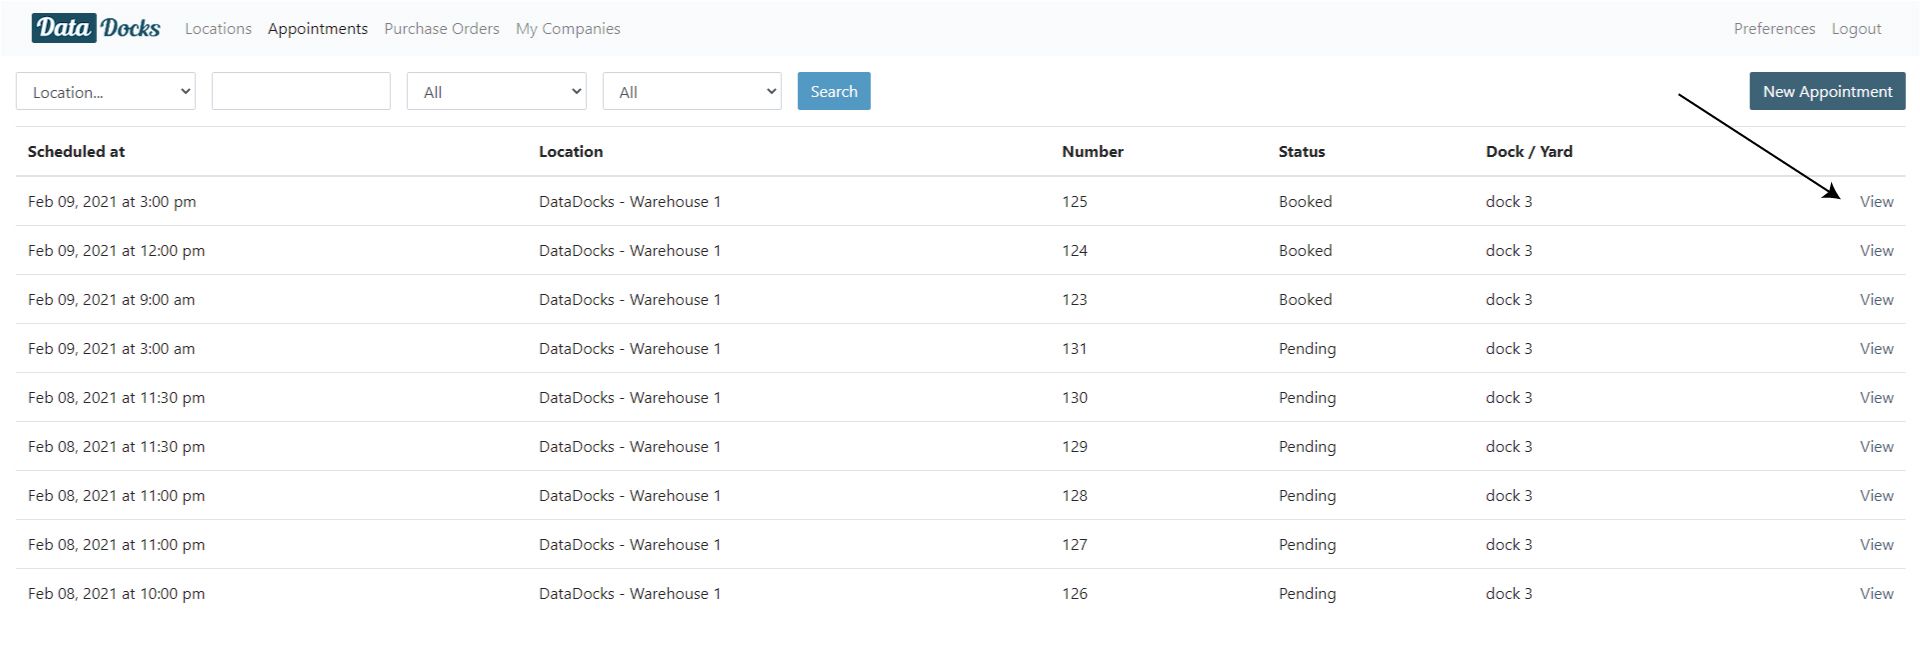 Data Docks Locations Appointments Purchase Orders My Companies Preferences Logout
Location... All All Search New Appointment
Scheduled at Location Number Status Dock / Yard
Feb 09, 2021 at 3:00 pm DataDocks - Warehouse 1 125 Booked dock 3 View
Feb 09, 2021 at 12:00 pm DataDocks - Warehouse 1 124 Booked dock 3 View
Feb 09, 2021 at 9:00 am DataDocks - Warehouse 1 123 Booked dock 3 View
Feb 09, 2021 at 3:00 am DataDocks - Warehouse 1 131 Pending dock 3 View
Feb 08, 2021 at 11:30 pm DataDocks - Warehouse 1 130 Pending dock 3 View
Feb 08, 2021 at 11:30 pm DataDocks - Warehouse 1 129 Pending dock 3 View
Feb 08, 2021 at 11:00 pm DataDocks - Warehouse 1 128 Pending dock 3 View
Feb 08, 2021 at 11:00 pm DataDocks - Warehouse 1 127 Pending dock 3 View
Feb 08, 2021 at 10:00 pm DataDocks - Warehouse 1 126 Pending dock 3 View